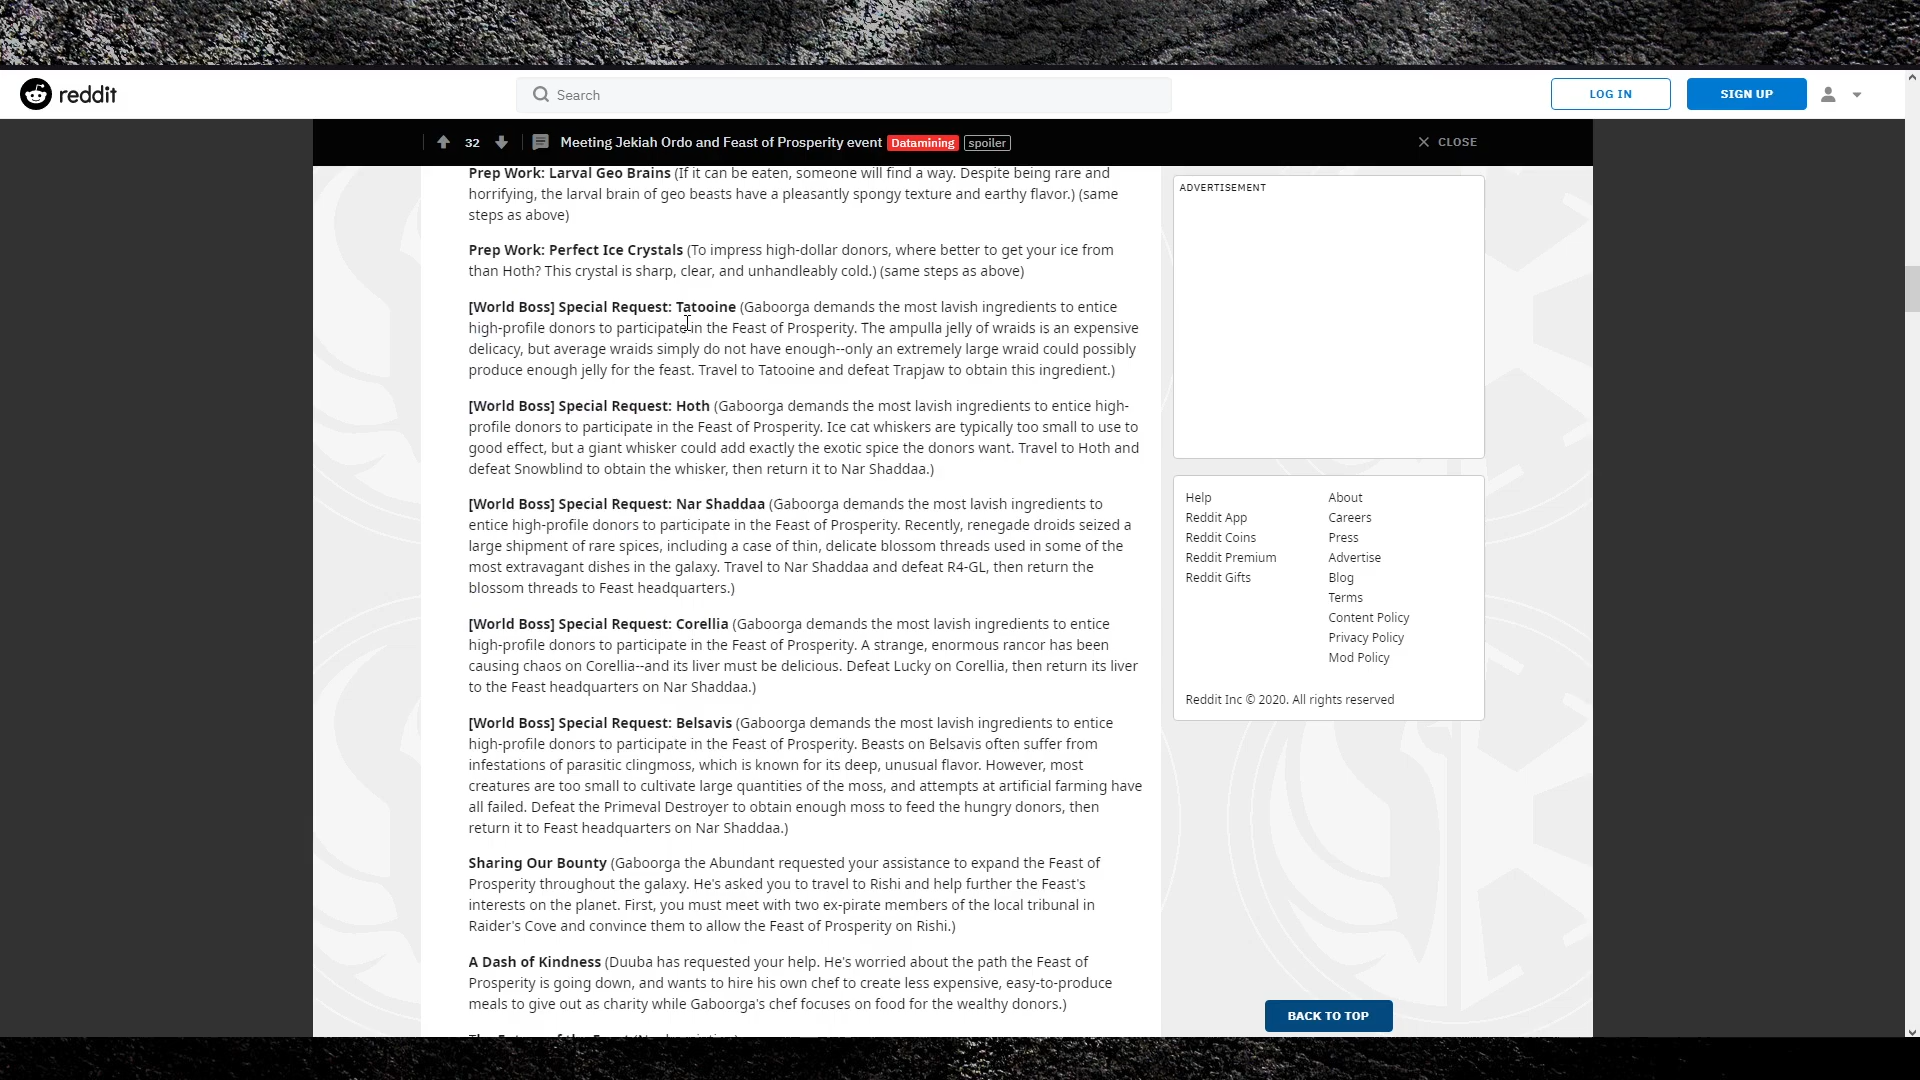 reddit
Search
LOG IN
SIGN UP
32
Meeting Jekiah Ordo and Feast of Prosperity event
Datamining
spoiler
CLOSE
Prep Work: Larval Geo Brains (If it can be eaten, someone will find a way. Despite being rare and
horrifying, the larval brain of geo beasts have a pleasantly spongy texture and earthy flavor.) (same
steps as above)
Prep Work: Perfect Ice Crystals (To impress high-dollar donors, where better to get your ice from
than Hoth? This crystal is sharp, clear, and unhandleably cold.) (same steps as above)
[World Boss] Special Request: Tatooine (Gaboorga demands the most lavish ingredients to entice
high-profile donors to participate in the Feast of Prosperity. The ampulla jelly of wraids is an expensive
delicacy, but average wraids simply do not have enough--only an extremely large wraid could possibly
produce enough jelly for the feast. Travel to Tatooine and defeat Trapjaw to obtain this ingredient.)
[World Boss] Special Request: Hoth (Gaboorga demands the most lavish ingredients to entice high-
profile donors to participate in the Feast of Prosperity. Ice cat whiskers are typically too small to use to
good effect, but a giant whisker could add exactly the exotic spice the donors want. Travel to Hoth and
defeat Snowblind to obtain the whisker, then return it to Nar Shaddaa.)
[World Boss] Special Request: Nar Shaddaa (Gaboorga demands the most lavish ingredients to
entice high-profile donors to participate in the Feast of Prosperity. Recently, renegade droids seized a
large shipment of rare spices, including a case of thin, delicate blossom threads used in some of the
most extravagant dishes in the galaxy. Travel to Nar Shaddaa and defeat R4-GL, then return the
blossom threads to Feast headquarters.)
[World Boss] Special Request: Corellia (Gaboorga demands the most lavish ingredients to entice
high-profile donors to participate in the Feast of Prosperity. A strange, enormous rancor has been
causing chaos on Corellia--and its liver must be delicious. Defeat Lucky on Corellia, then return its liver
to the Feast headquarters on Nar Shaddaa.)
[World Boss] Special Request: Belsavis (Gaboorga demands the most lavish ingredients to entice
high-profile donors to participate in the Feast of Prosperity. Beasts on Belsavis often suffer from
infestations of parasitic clingmoss, which is known for its deep, unusual flavor. However, most
creatures are too small to cultivate large quantities of the moss, and attempts at artificial farming have
all failed. Defeat the Primeval Destroyer to obtain enough moss to feed the hungry donors, then
return it to Feast headquarters on Nar Shaddaa.)
Sharing Our Bounty (Gaboorga the Abundant requested your assistance to expand the Feast of
Prosperity throughout the galaxy. He's asked you to travel to Rishi and help further the Feast's
interests on the planet. First, you must meet with two ex-pirate members of the local tribunal in
Raider's Cove and convince them to allow the Feast of Prosperity on Rishi.)
A Dash of Kindness (Duuba has requested your help. He's worried about the path the Feast of
Prosperity is going down, and wants to hire his own chef to create less expensive, easy-to-produce
meals to give out as charity while Gaboorga's chef focuses on food for the wealthy donors.)
ADVERTISEMENT
Help
Reddit App
Reddit Coins
Reddit Premium
Reddit Gifts
About
Careers
Press
Advertise
Blog
Terms
Content Policy
Privacy Policy
Mod Policy
Reddit Inc © 2020. All rights reserved
BACK TO TOP